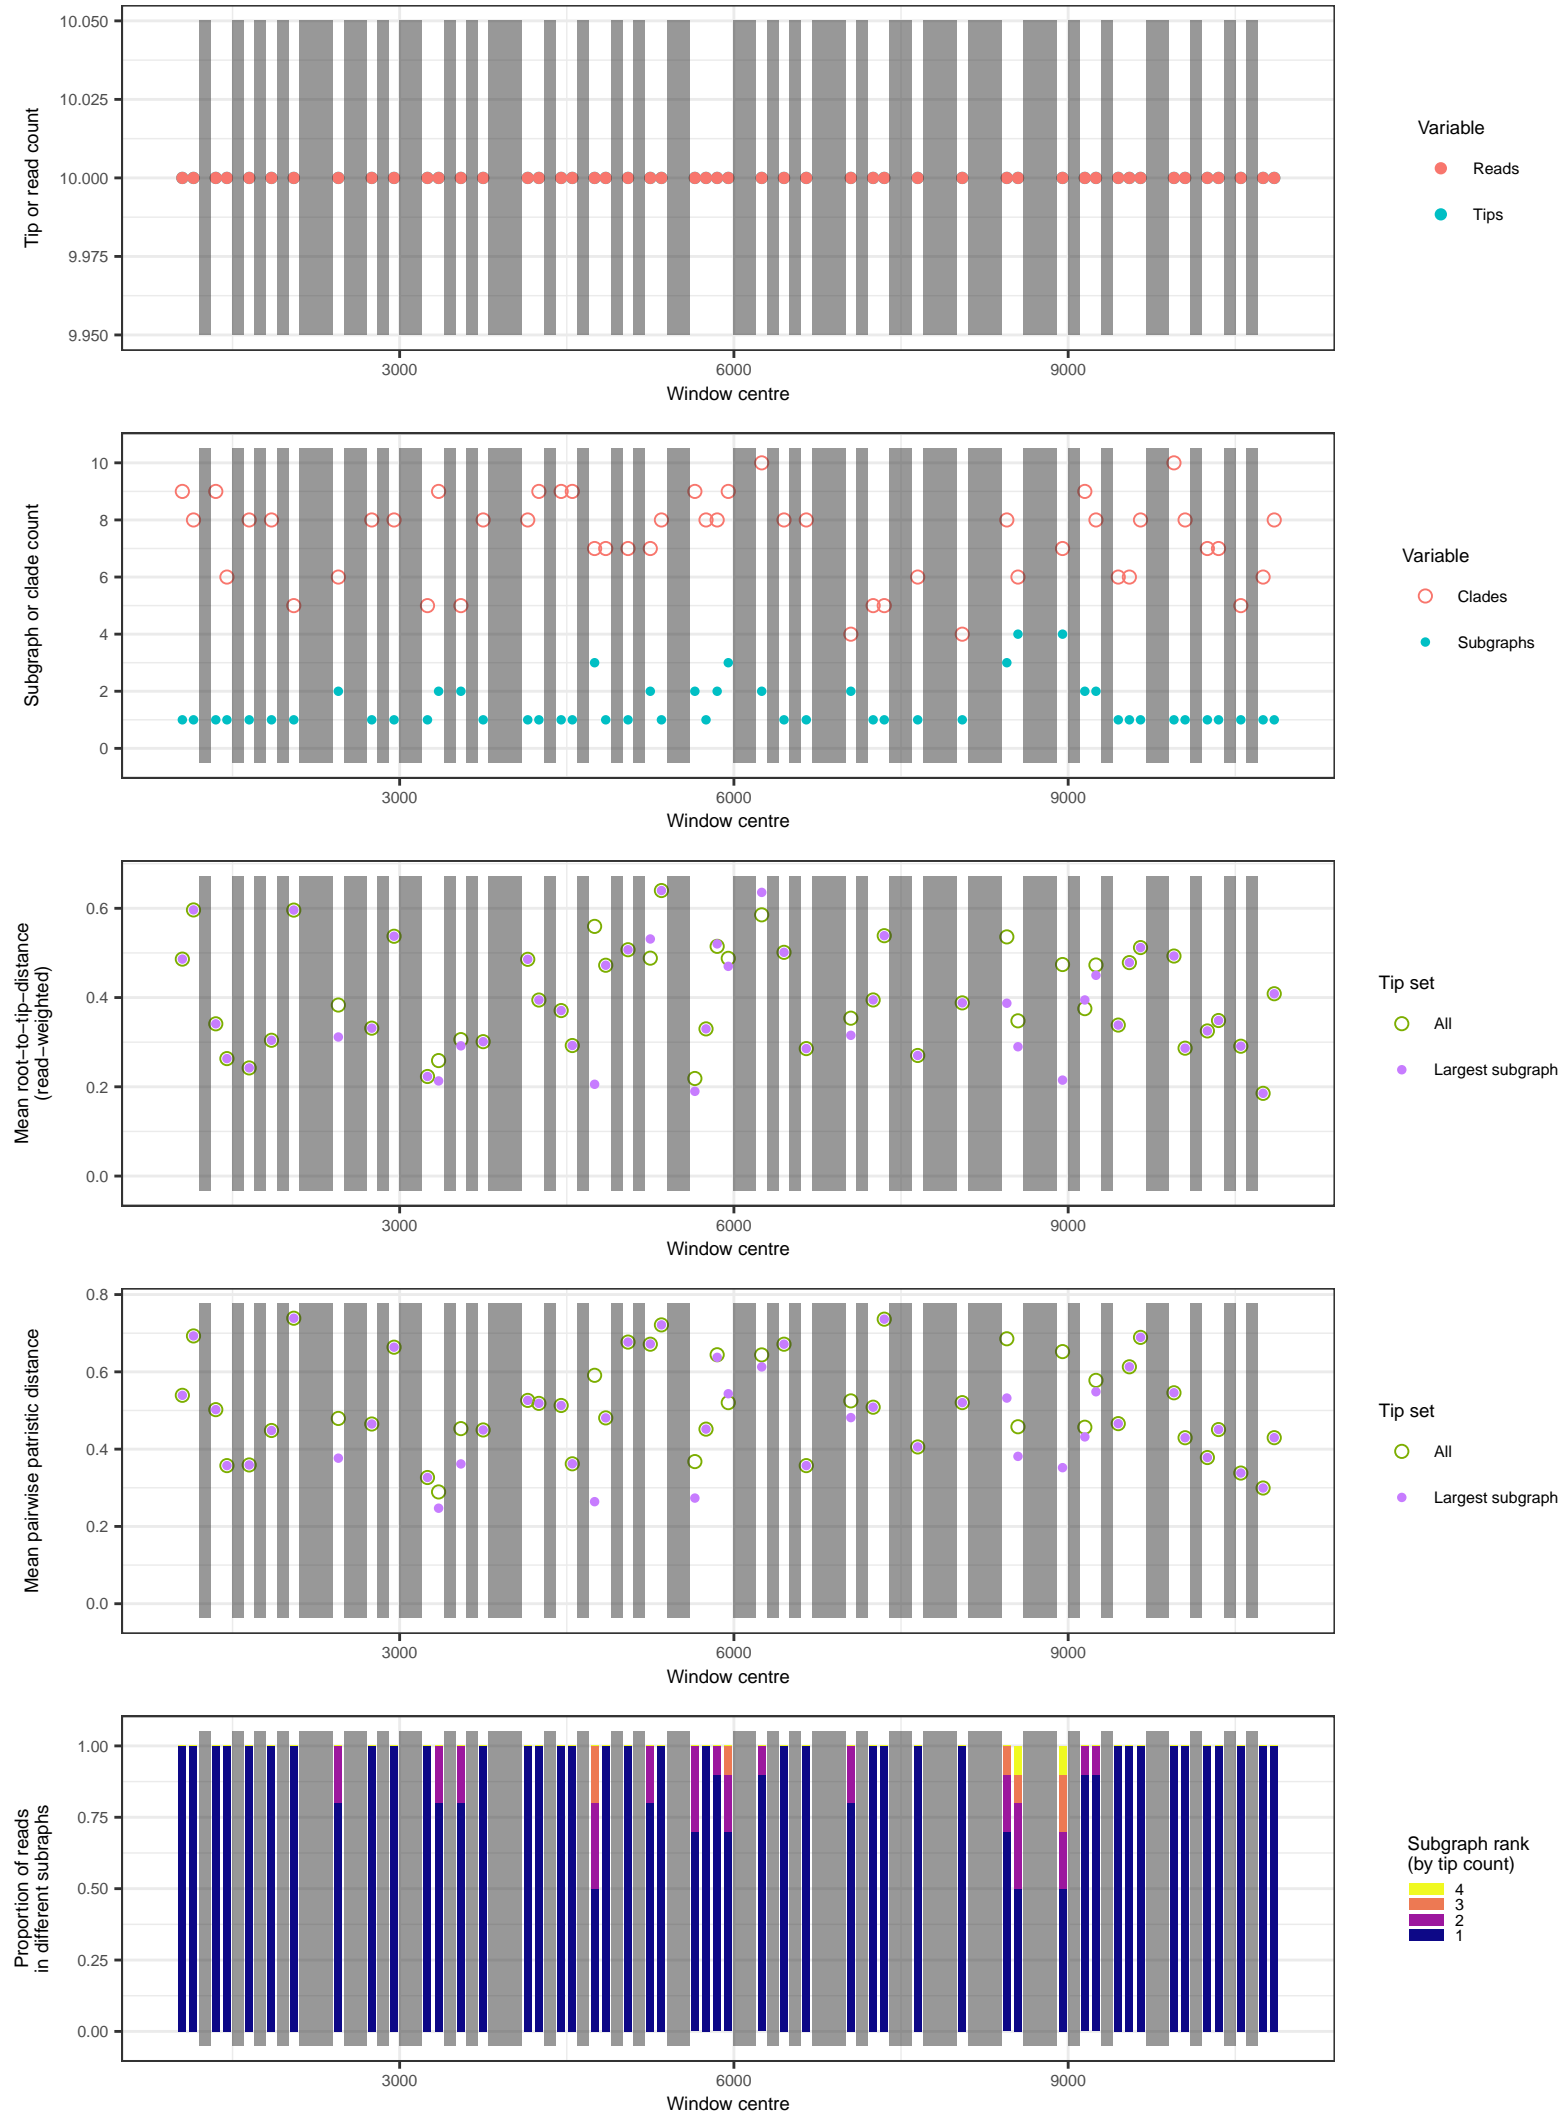 10.050
10.025
10.000
9.975
9.950
Tip or read count
3000
6000
9000
Window centre
Variable
Reads
Tips
10
8
6
4
2
0
Subgraph or clade count
3000
6000
9000
Window centre
Variable
Clades
Subgraphs
0.6
0.4
0.2
0.0
Mean root−to−tip−distance
(read−weighted)
3000
6000
9000
Window centre
Tip set
All
Largest subgraph
0.8
0.6
0.4
0.2
0.0
Mean pairwise patristic distance
3000
6000
9000
Window centre
Tip set
All
Largest subgraph
1.00
0.75
0.50
0.25
0.00
Proportion of reads
in different subraphs
3000
6000
9000
Window centre
Subgraph rank
(by tip count)
4
3
2
1